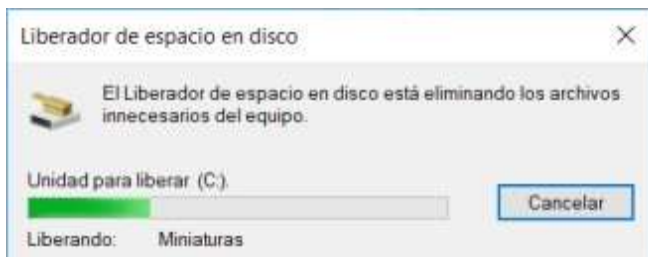 Liberador de espacio en disco
El Liberador de espacio en disco está eliminando los archivos
innecesarios del equipo.
Unidad para liberar (C:).
Cancelar
Liberando: Miniaturas